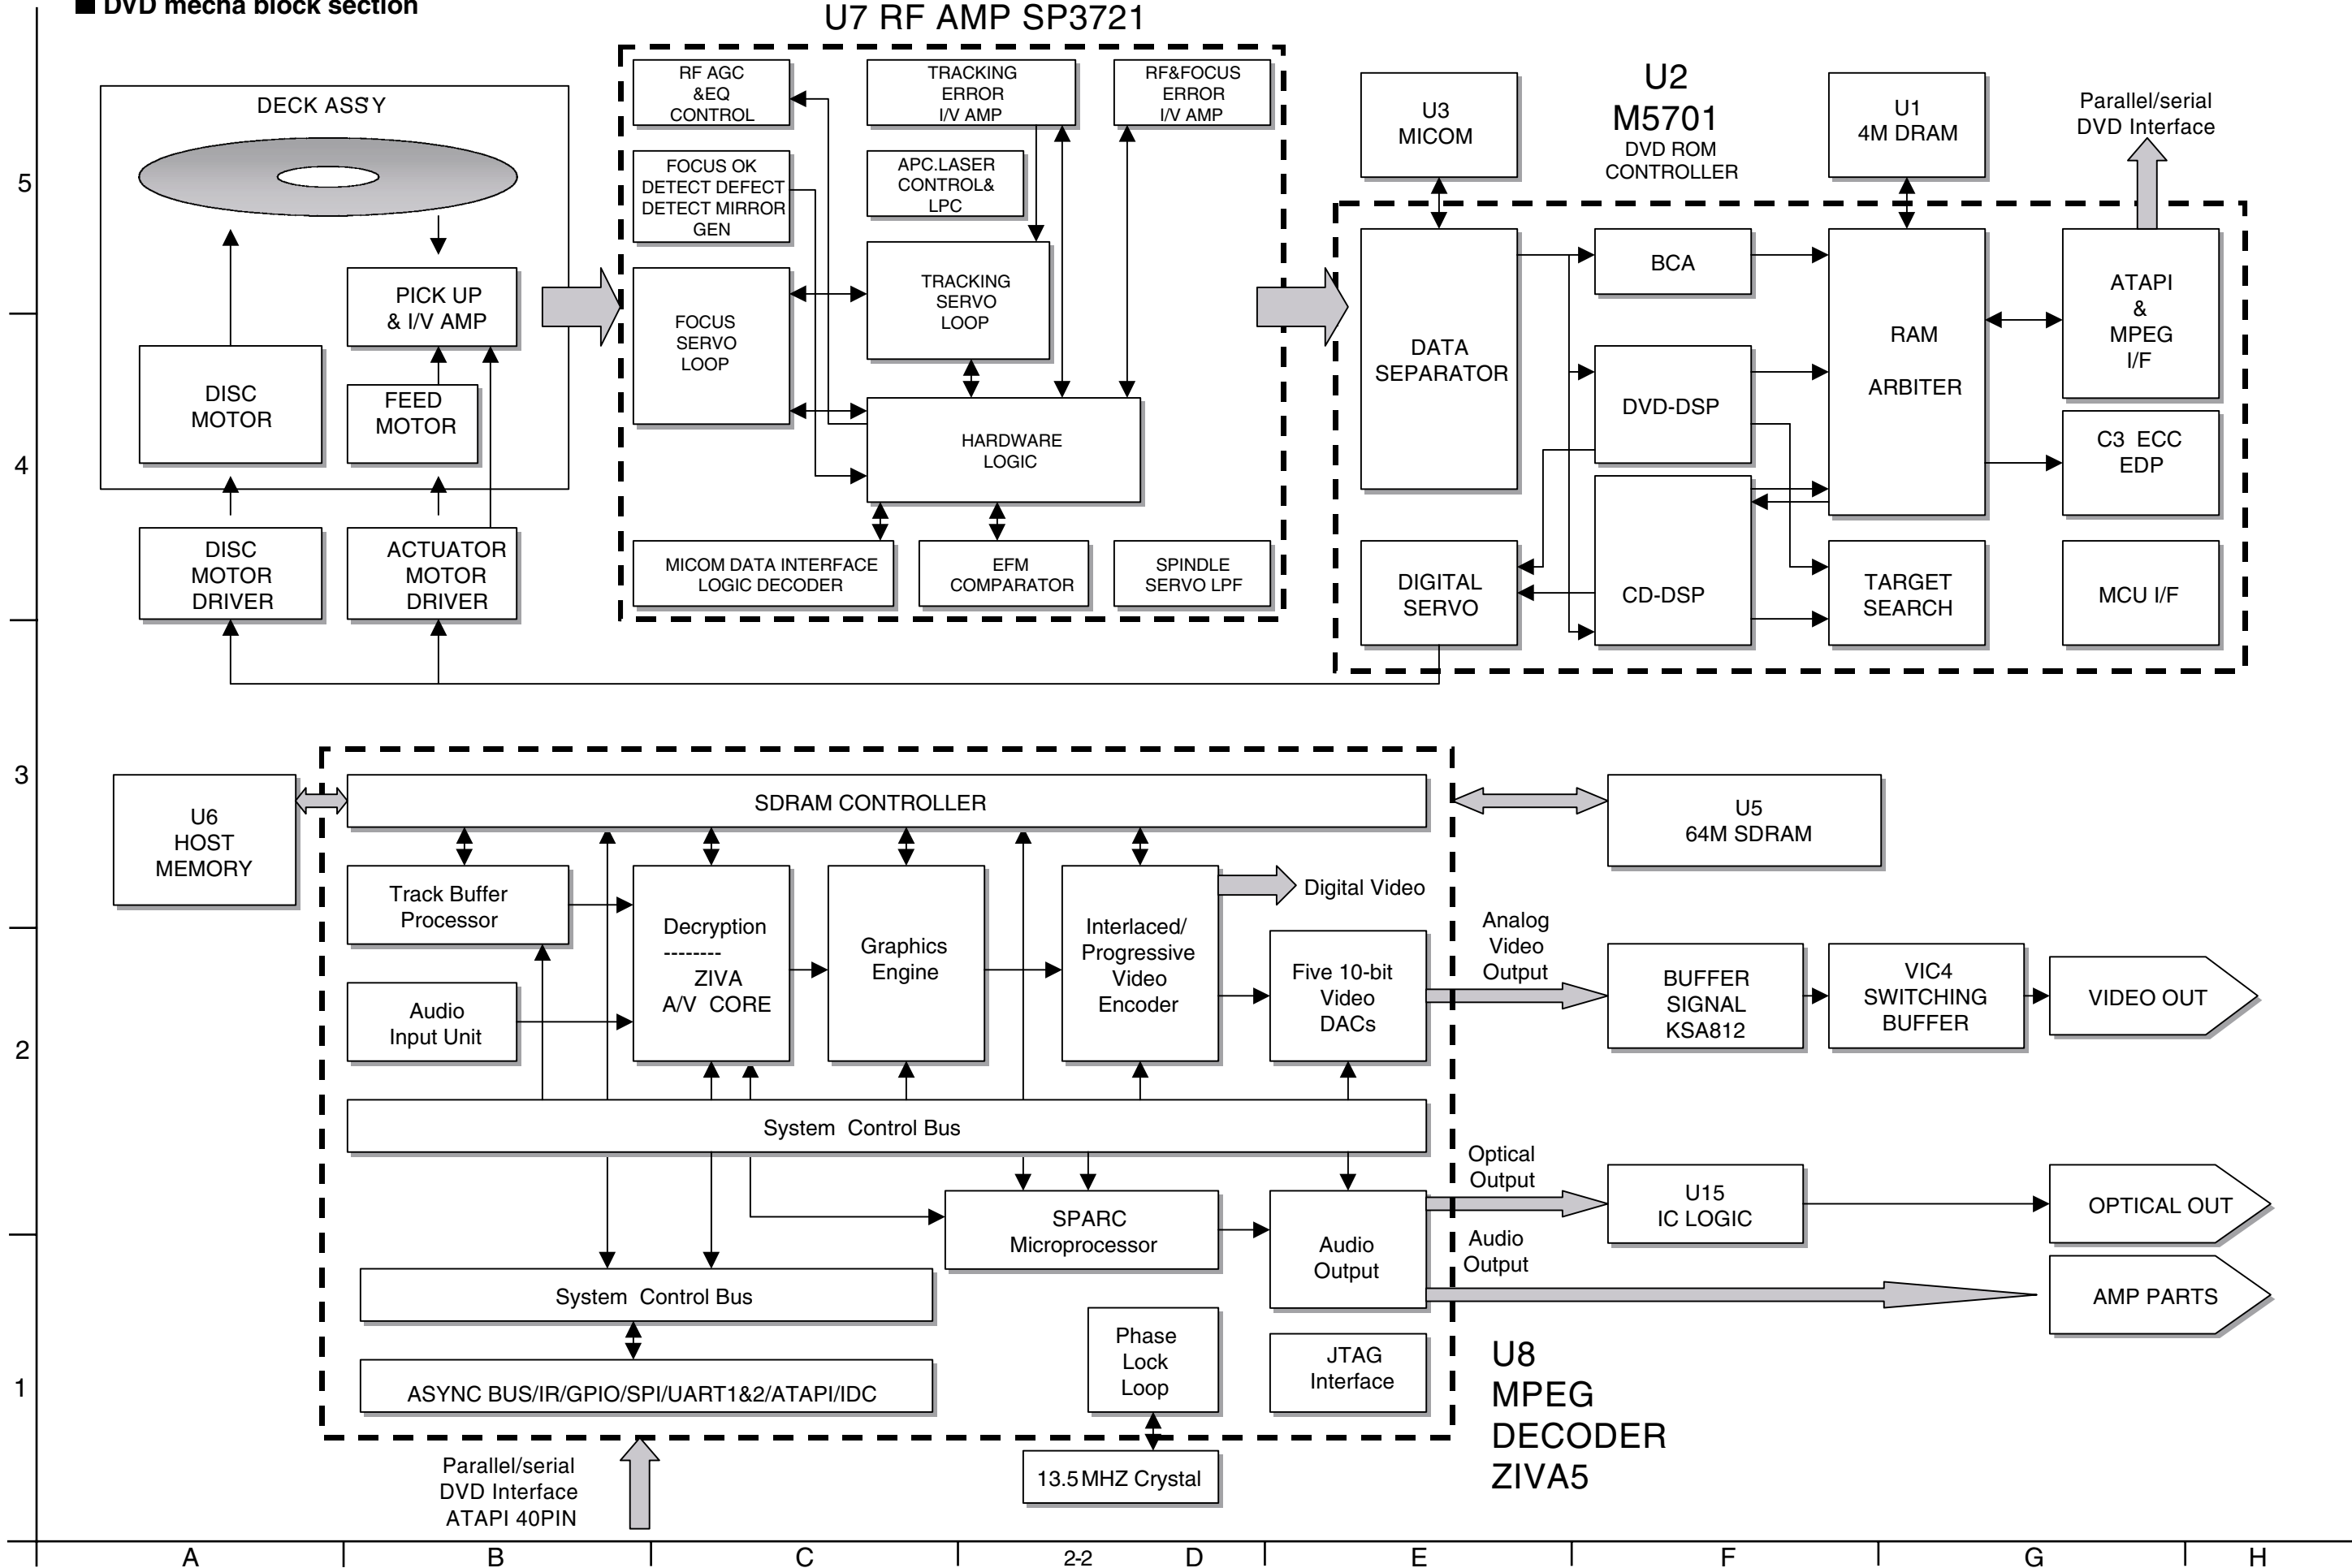 ■ DVD mecha block section
U7 RF AMP SP3721
DECK ASS'Y
PICK UP
& I/V AMP
DISC
MOTOR
FEED
MOTOR
DISC
MOTOR
DRIVER
ACTUATOR
MOTOR
DRIVER
RF AGC
&EQ
CONTROL
TRACKING
ERROR
I/V AMP
RF&FOCUS
ERROR
I/V AMP
FOCUS OK
DETECT DEFECT
DETECT MIRROR
GEN
APC.LASER
CONTROL&
LPC
FOCUS
SERVO
LOOP
TRACKING
SERVO
LOOP
HARDWARE
LOGIC
MICOM DATA INTERFACE
LOGIC DECODER
EFM
COMPARATOR
SPINDLE
SERVO LPF
U3
MICOM
U2
M5701
DVD ROM
CONTROLLER
U1
4M DRAM
Parallel/serial
DVD Interface
DATA
SEPARATOR
BCA
DVD-DSP
CD-DSP
RAM
ARBITER
ATAPI
&
MPEG
I/F
C3 ECC
EDP
DIGITAL
SERVO
TARGET
SEARCH
MCU I/F
5
4
3
2
1
U6
HOST
MEMORY
SDRAM CONTROLLER
U5
64M SDRAM
Track Buffer
Processor
Audio
Input Unit
Decryption
--------
ZIVA
A/V CORE
Graphics
Engine
Interlaced/
Progressive
Video
Encoder
Digital Video
Five 10-bit
Video
DACs
Analog
Video
Output
BUFFER
SIGNAL
KSA812
VIC4
SWITCHING
BUFFER
VIDEO OUT
System Control Bus
SPARC
Microprocessor
Audio
Output
Optical
Output
U15
IC LOGIC
OPTICAL OUT
Audio
Output
AMP PARTS
System Control Bus
ASYNC BUS/IR/GPIO/SPI/UART1&2/ATAPI/IDC
Phase
Lock
Loop
JTAG
Interface
13.5MHZ Crystal
U8
MPEG
DECODER
ZIVA5
Parallel/serial
DVD Interface
ATAPI 40PIN
A B C 2-2 D E F G H